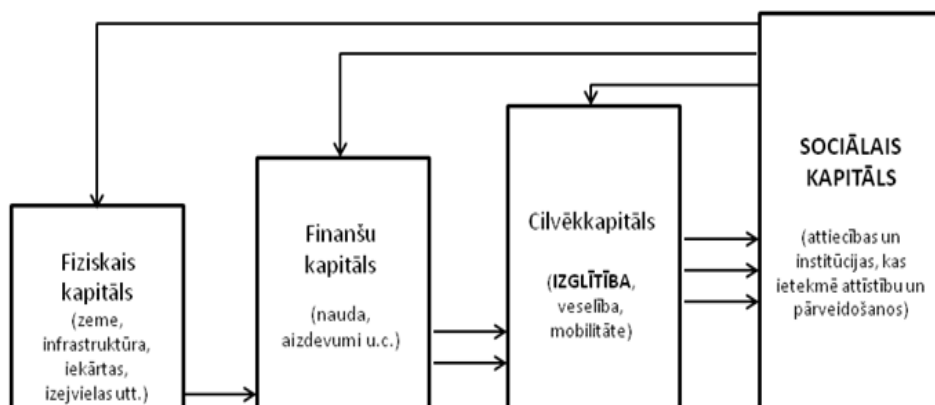 Fiziskais
kapitāls
(zeme,
infrastruktūra,
iekārtas,
izejvielas utt.)
Finanšu
kapitāls
(nauda,
aizdevumi u.c.)
Cilvēkkapitāls
(IZGLĪTĪBA,
veselība,
mobilitāte)
SOCIĀLAIS
KAPITĀLS
(attiecības un
institūcijas, kas
ietekmē attīstību un
pārveidošanos)